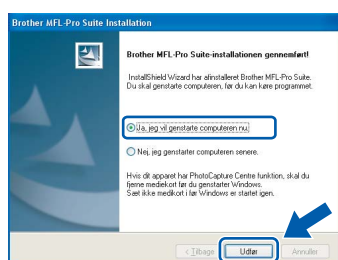 Brother MFL-Pro Suite Installation
Brother MFL-Pro Suite-installationen gennemført!
InstallShield Wizard har afinstalleret Brother MFL-Pro Suite.
Du skal genstarte computeren, før du kan køre programmet.
Ja, jeg vil genstarte computeren nu.
Nej, jeg genstarter computeren senere.
Hvis dit apparat har PhotoCapture Centre funktion, skal du
fjerne mediekort før du genstarter Windows.
Sæt ikke medikort i før Windows er startet igen.
< Tilbage
Udfør
Annuller